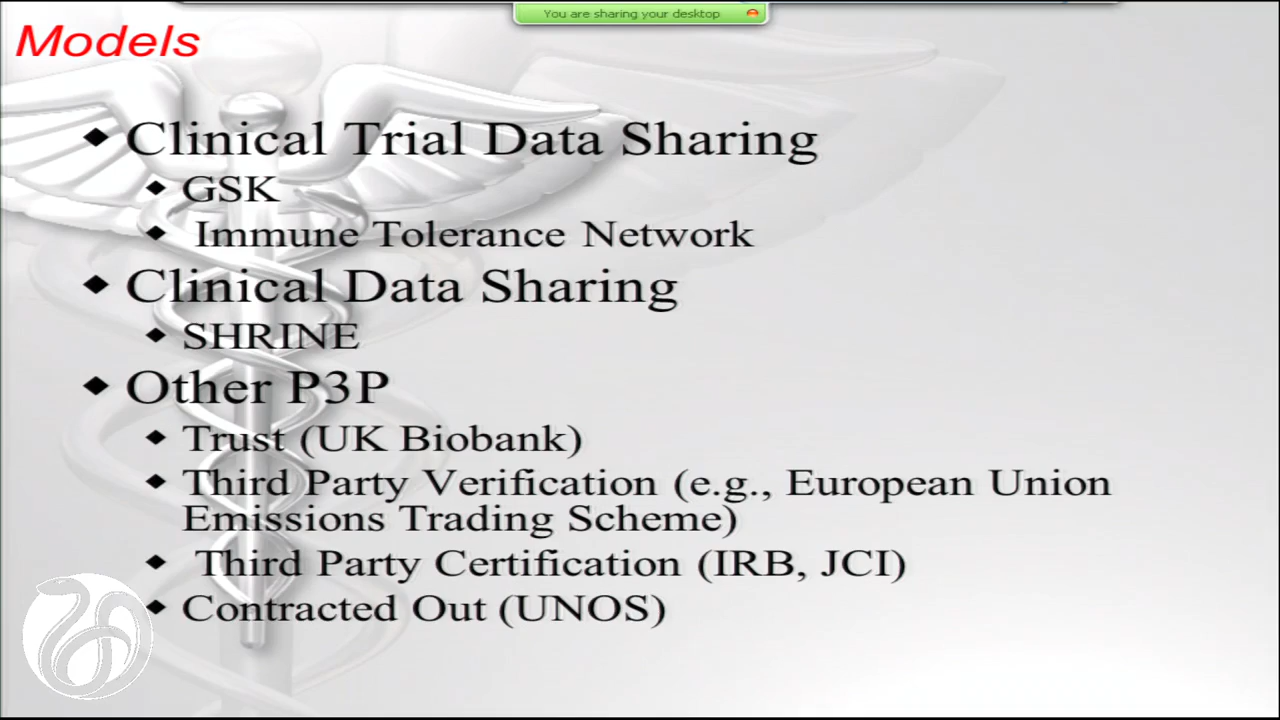 You are sharing your desktop
Models
Clinical Trial Data Sharing
GSK
Immune Tolerance Network
Clinical Data Sharing
SHRINE
Other P3P
Trust (UK Biobank)
Third Party Verification (e.g., European Union
Emissions Trading Scheme)
Third Party Certification (IRB, JCI)
Contracted Out (UNOS)